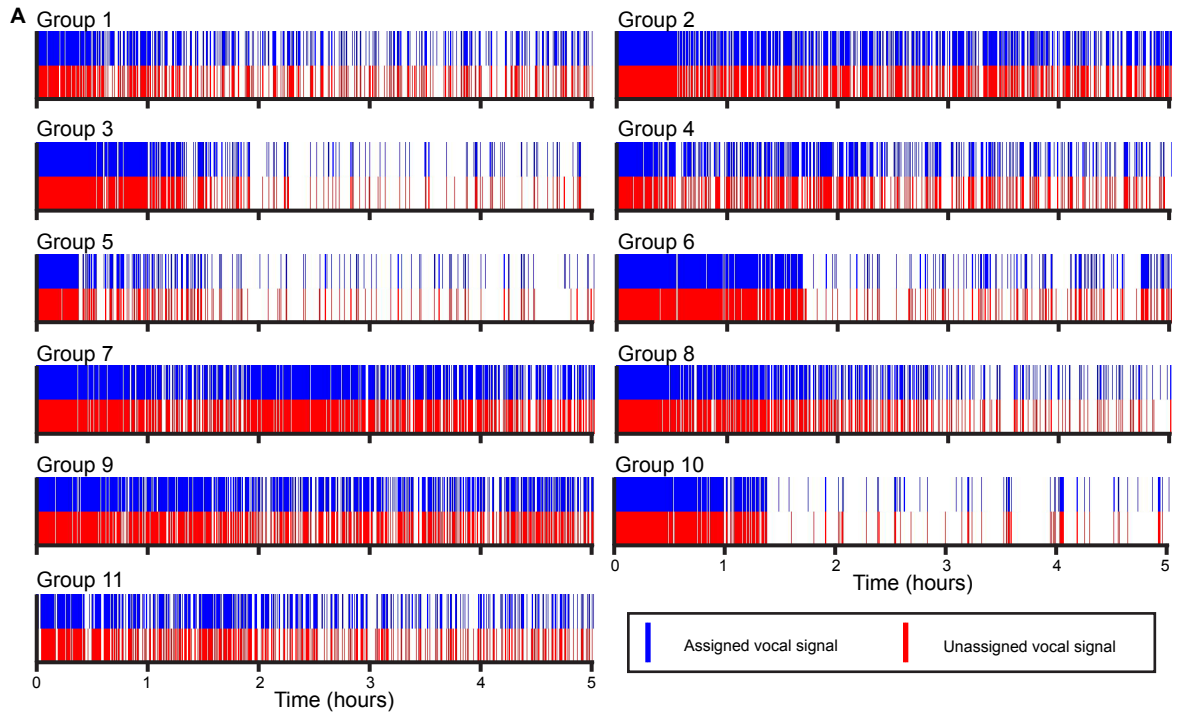 A
Group 1
Group 2
Group 3
Group 4
Group 5
Group 6
Group 7
Group 8
Group 9
Group 10
0 1 2 3 4 5
Time (hours)
Group 11
0 1 2 3 4 5
Time (hours)
Assigned vocal signal
Unassigned vocal signal